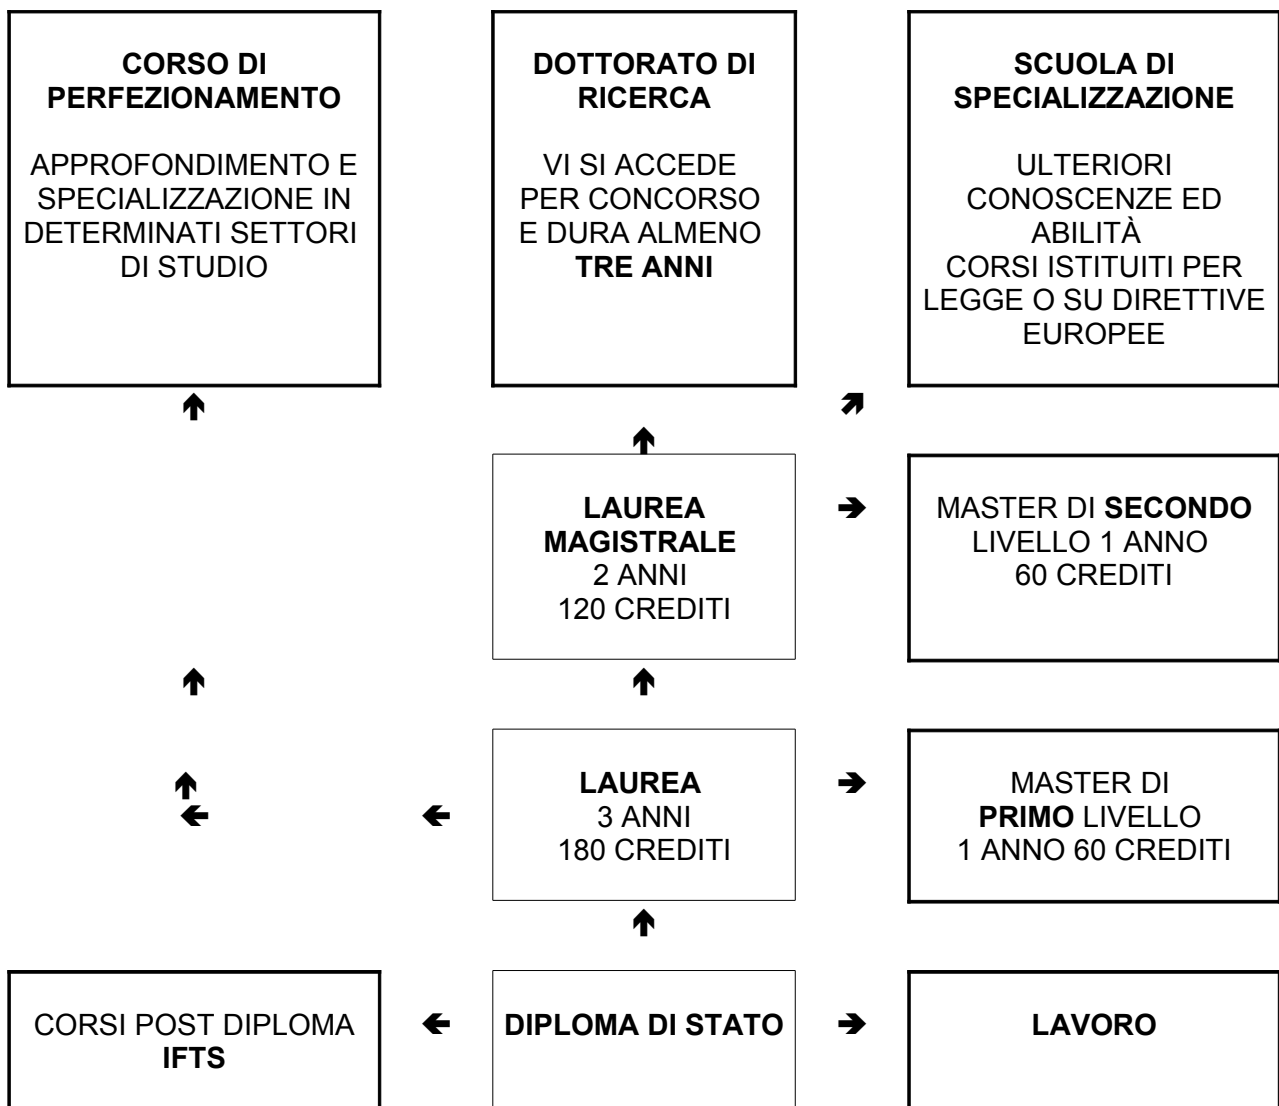 CORSO DI
PERFEZIONAMENTO
APPROFONDIMENTO E
SPECIALIZZAZIONE IN
DETERMINATI SETTORI
DI STUDIO
DOTTORATO DI
RICERCA
VI SI ACCEDE
PER CONCORSO
E DURA ALMENO
TRE ANNI
SCUOLA DI
SPECIALIZZAZIONE
ULTERIORI
CONOSCENZE ED
ABILITÀ
CORSI ISTITUITI PER
LEGGE O SU DIRETTIVE
EUROPEE
LAUREA
MAGISTRALE
2 ANNI
120 CREDITI
MASTER DI SECONDO
LIVELLO 1 ANNO
60 CREDITI
LAUREA
3 ANNI
180 CREDITI
MASTER DI
PRIMO LIVELLO
1 ANNO 60 CREDITI
CORSI POST DIPLOMA
IFTS
DIPLOMA DI STATO
LAVORO